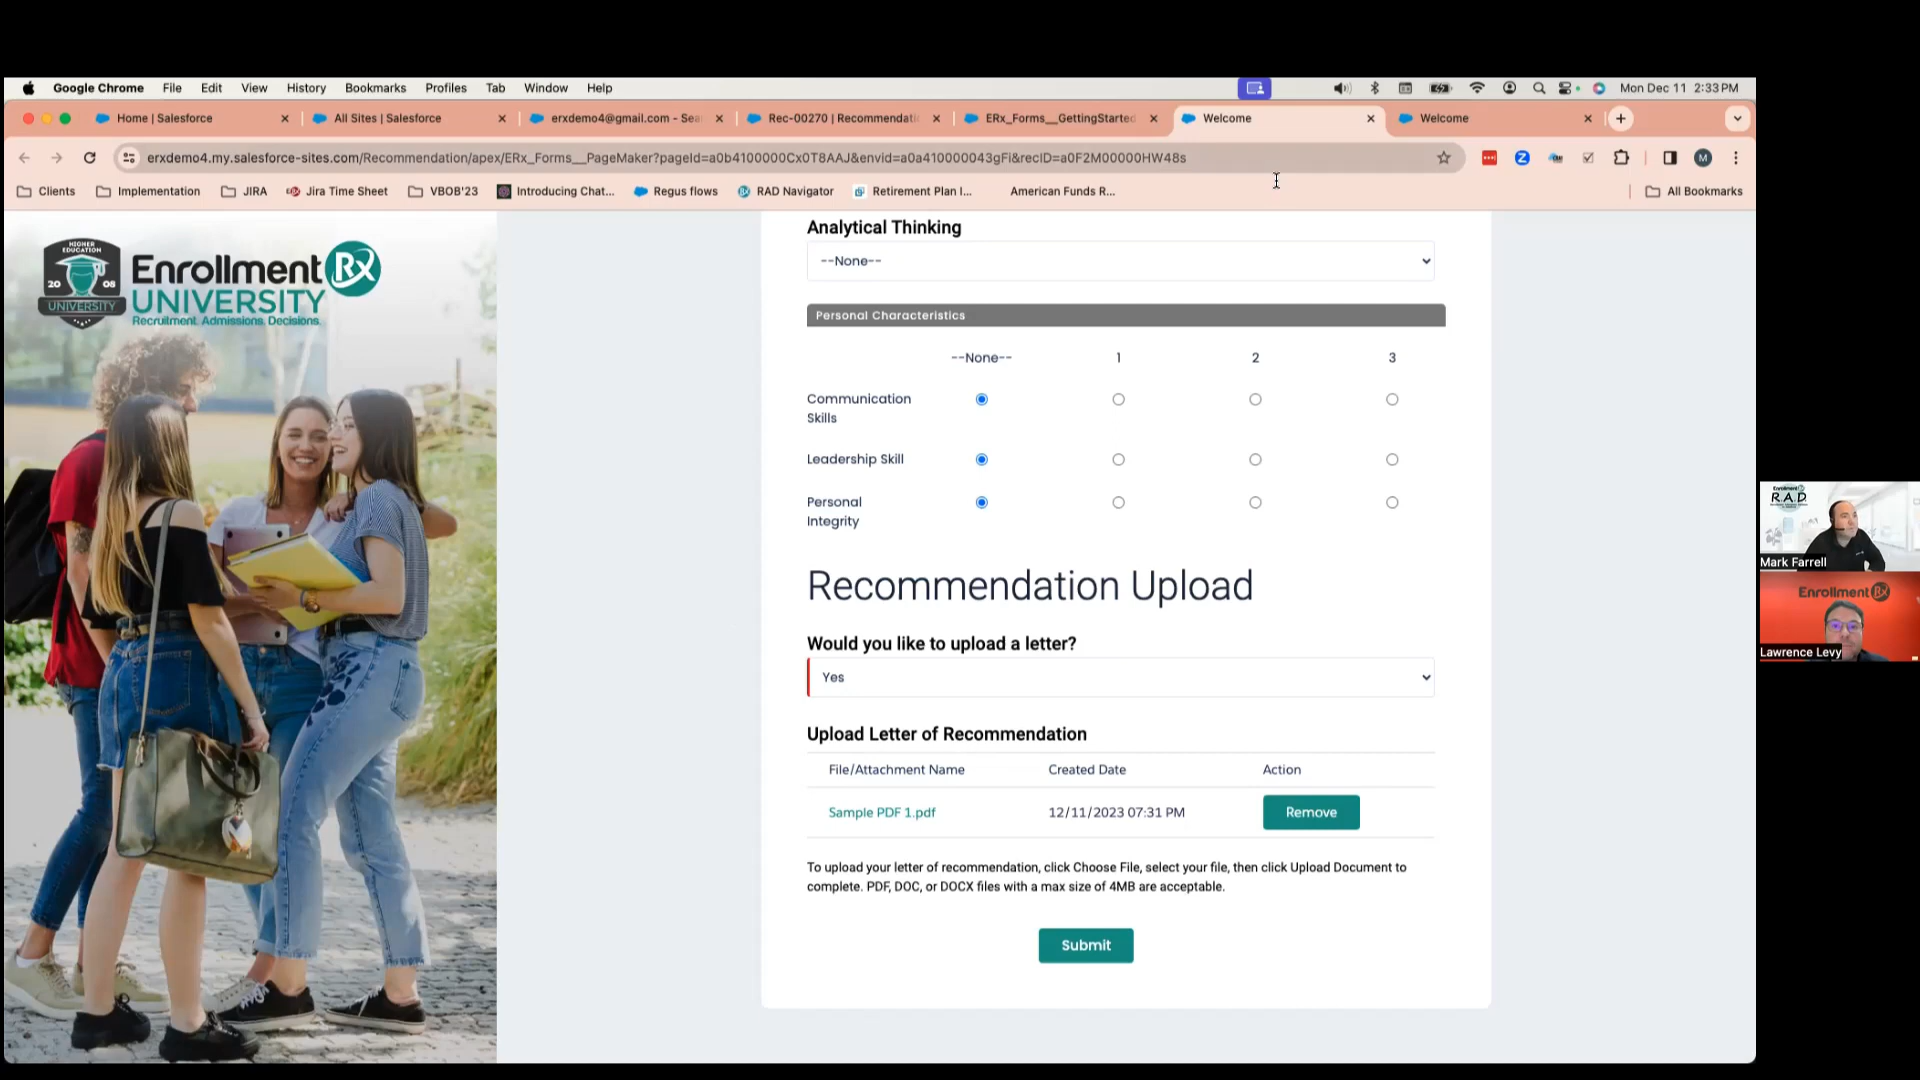 Google Chrome File Edit View History Bookmarks Profiles Tab Window Help Mon Dec 11 2:33 PM
Home | Salesforce All Sites | Salesforce erxdemo4@gmail.com - Sea Rec-00270 | Recommendati ERx_Forms__GettingStarted Welcome Welcome
erxdemo4.my.salesforce-sites.com/Recommendation/apex/ERx_Forms__PageMaker?pageId=a0b4100000Cx0T8AAJ&envid=a0a410000043gFi&recID=a0F2M00000HW48s
Clients Implementation JIRA Jira Time Sheet VBOB'23 Introducing Chat... Regus flows RAD Navigator Retirement Plan I... American Funds R... All Bookmarks
HIGHER
EDUCATION
20 08
UNIVERSITY
Enrollment Rx
UNIVERSITY
Recruitment. Admissions. Decisions.
Analytical Thinking
--None--
Personal Characteristics
--None-- 1 2 3
Communication
Skills
Leadership Skill
Personal
Integrity
Recommendation Upload
Would you like to upload a letter?
Yes
Upload Letter of Recommendation
File/Attachment Name Created Date Action
Sample PDF 1.pdf 12/11/2023 07:31 PM Remove
To upload your letter of recommendation, click Choose File, select your file, then click Upload Document to
complete. PDF, DOC, or DOCX files with a max size of 4MB are acceptable.
Submit
Enrollment
R.A.D
Mark Farrell
Enrollment Rx
Lawrence Levy